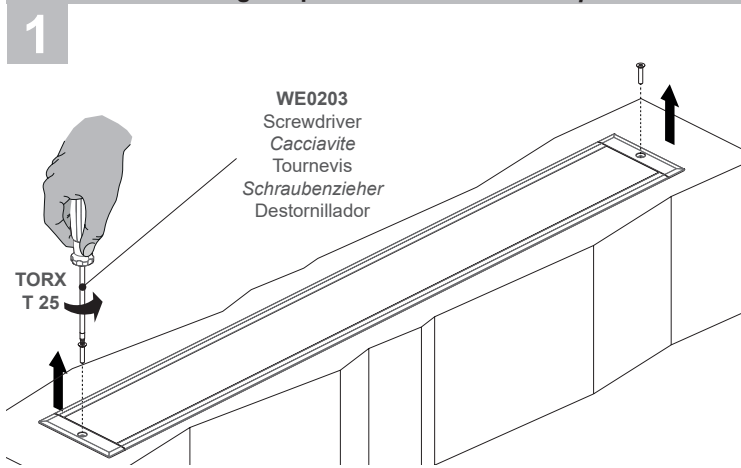 1
WE0203
Screwdriver
Cacciavite
Tournevis
Schraubenzieher
Destornillador
TORX
T 25